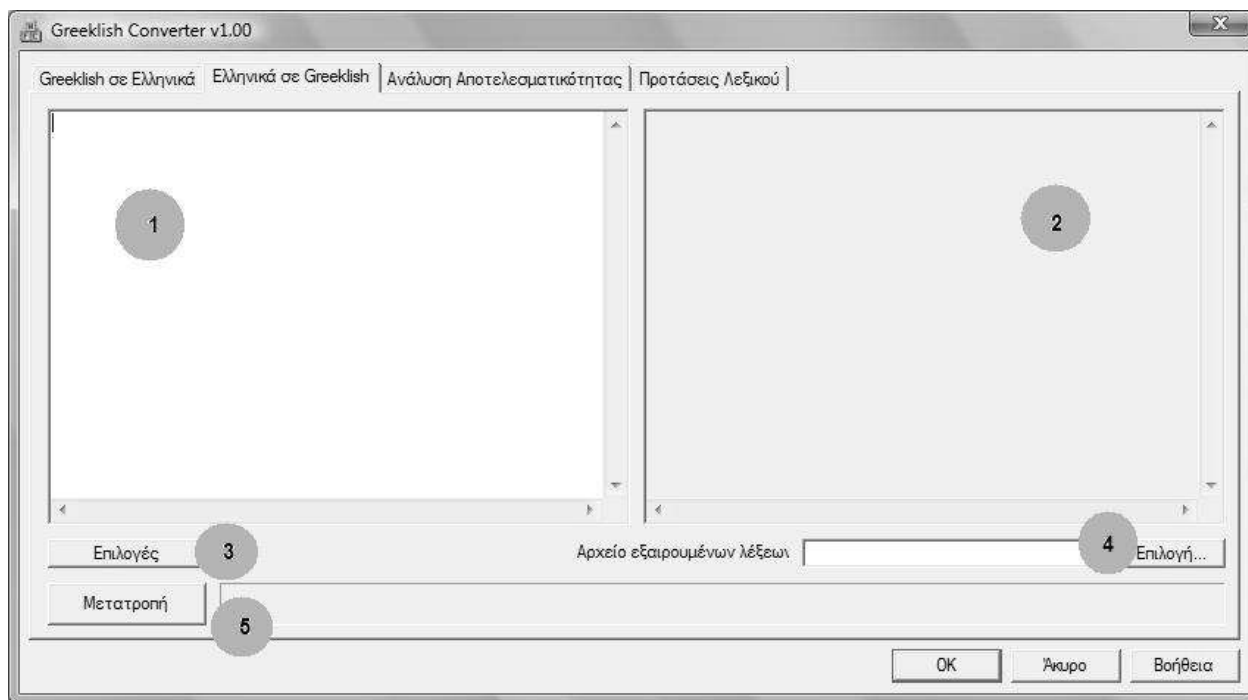 Greeklish Converter v1.00
Greeklish σε Ελληνικά Ελληνικά σε Greeklish Ανάλυση Αποτελεσματικότητας Προτάσεις Λεξικού
1 2
Επιλογές 3 Αρχείο εξαιρουμένων λέξεων 4 Επιλογή...
Μετατροπή 5
OK Άκυρο Βοήθεια